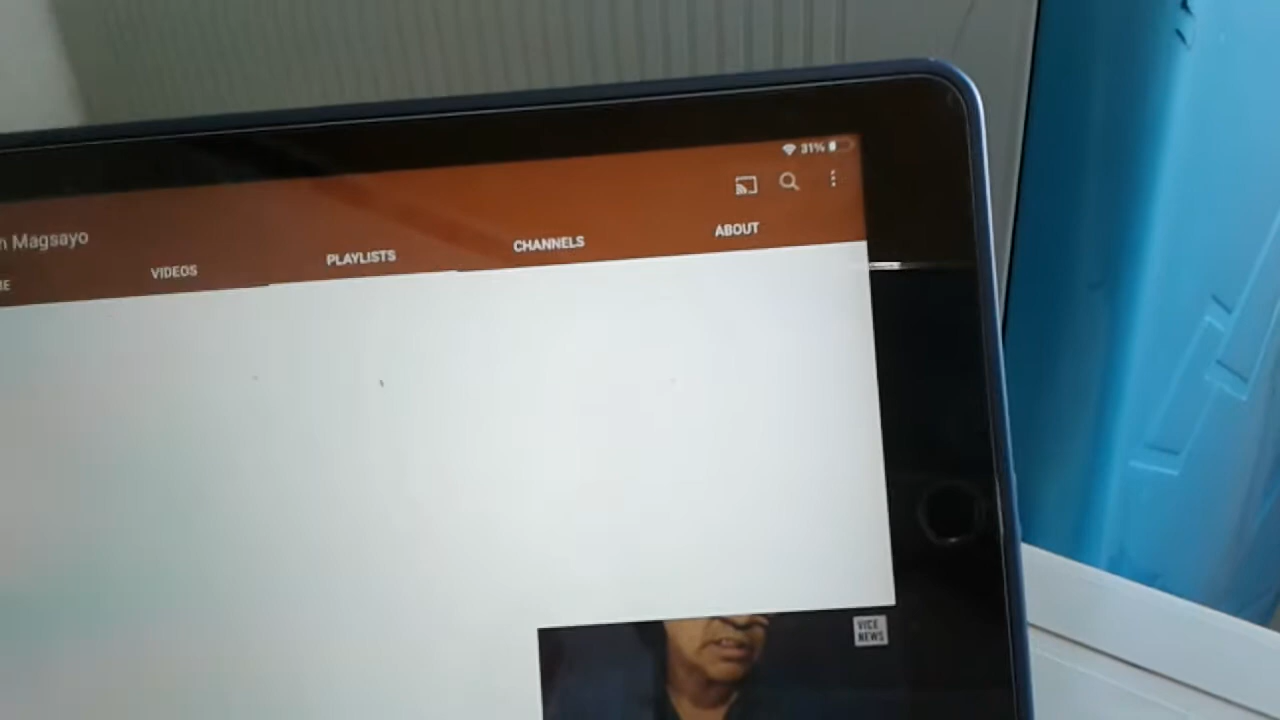 31%
n Magsayo
VIDEOS
PLAYLISTS
CHANNELS
ABOUT
VICE
NEWS